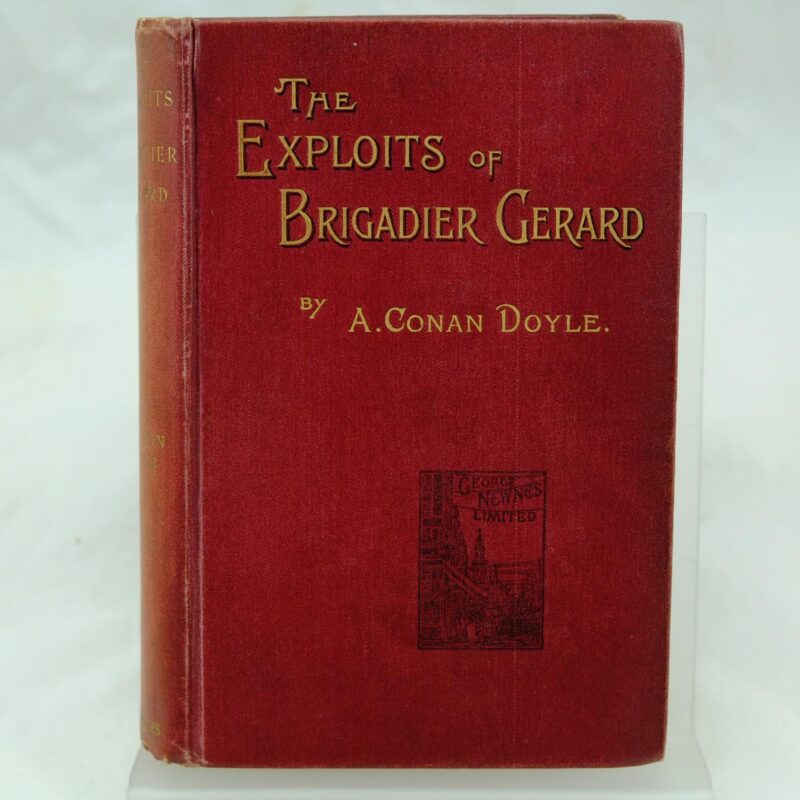 THE
EXPLOITS OF
BRIGADIER GERARD
BY A. CONAN DOYLE.
GEORGE
NEWNES
LIMITED